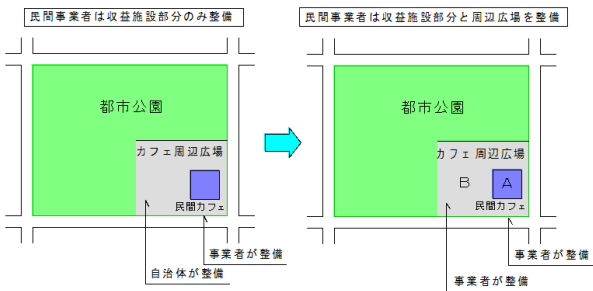 民間事業者は収益施設部分のみ整備
都市公園
カフェ周辺広場
民間カフェ
事業者が整備
自治体が整備
民間事業者は収益施設部分と周辺広場を整備
都市公園
カフェ周辺広場
B
A
民間カフェ
事業者が整備
事業者が整備